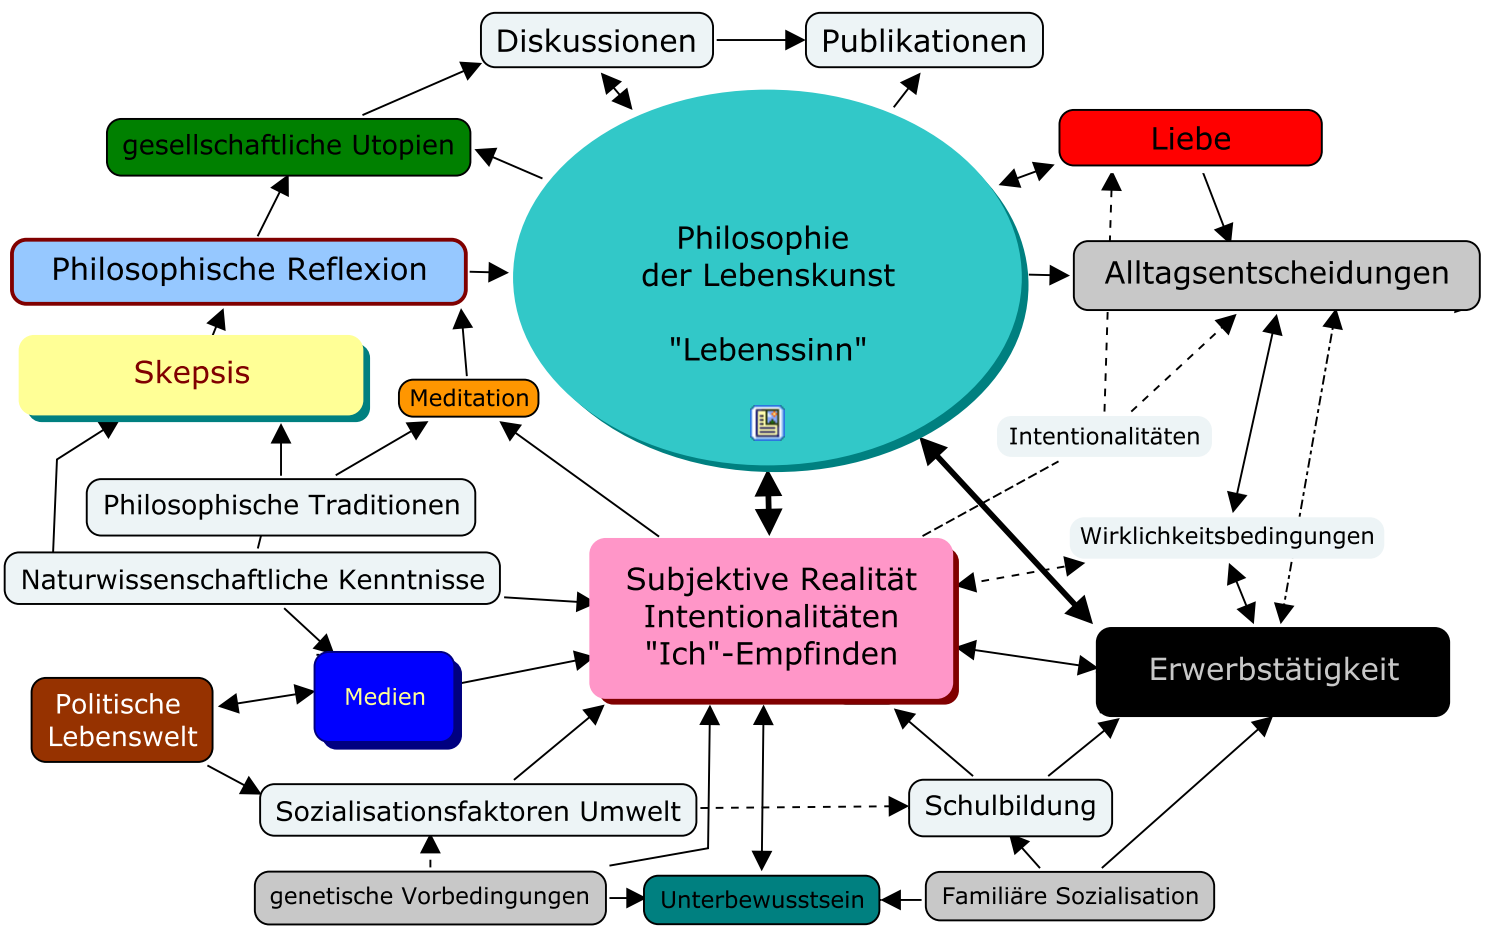 Diskussionen
Publikationen
gesellschaftliche Utopien
Liebe
Philosophie
der Lebenskunst
"Lebenssinn"
Philosophische Reflexion
Alltagsentscheidungen
Skepsis
Meditation
Intentionalitäten
Philosophische Traditionen
Wirklichkeitsbedingungen
Naturwissenschaftliche Kenntnisse
Subjektive Realität
Intentionalitäten
"Ich"-Empfinden
Erwerbstätigkeit
Politische
Lebenswelt
Medien
Sozialisationsfaktoren Umwelt
Schulbildung
genetische Vorbedingungen
Unterbewusstsein
Familiäre Sozialisation